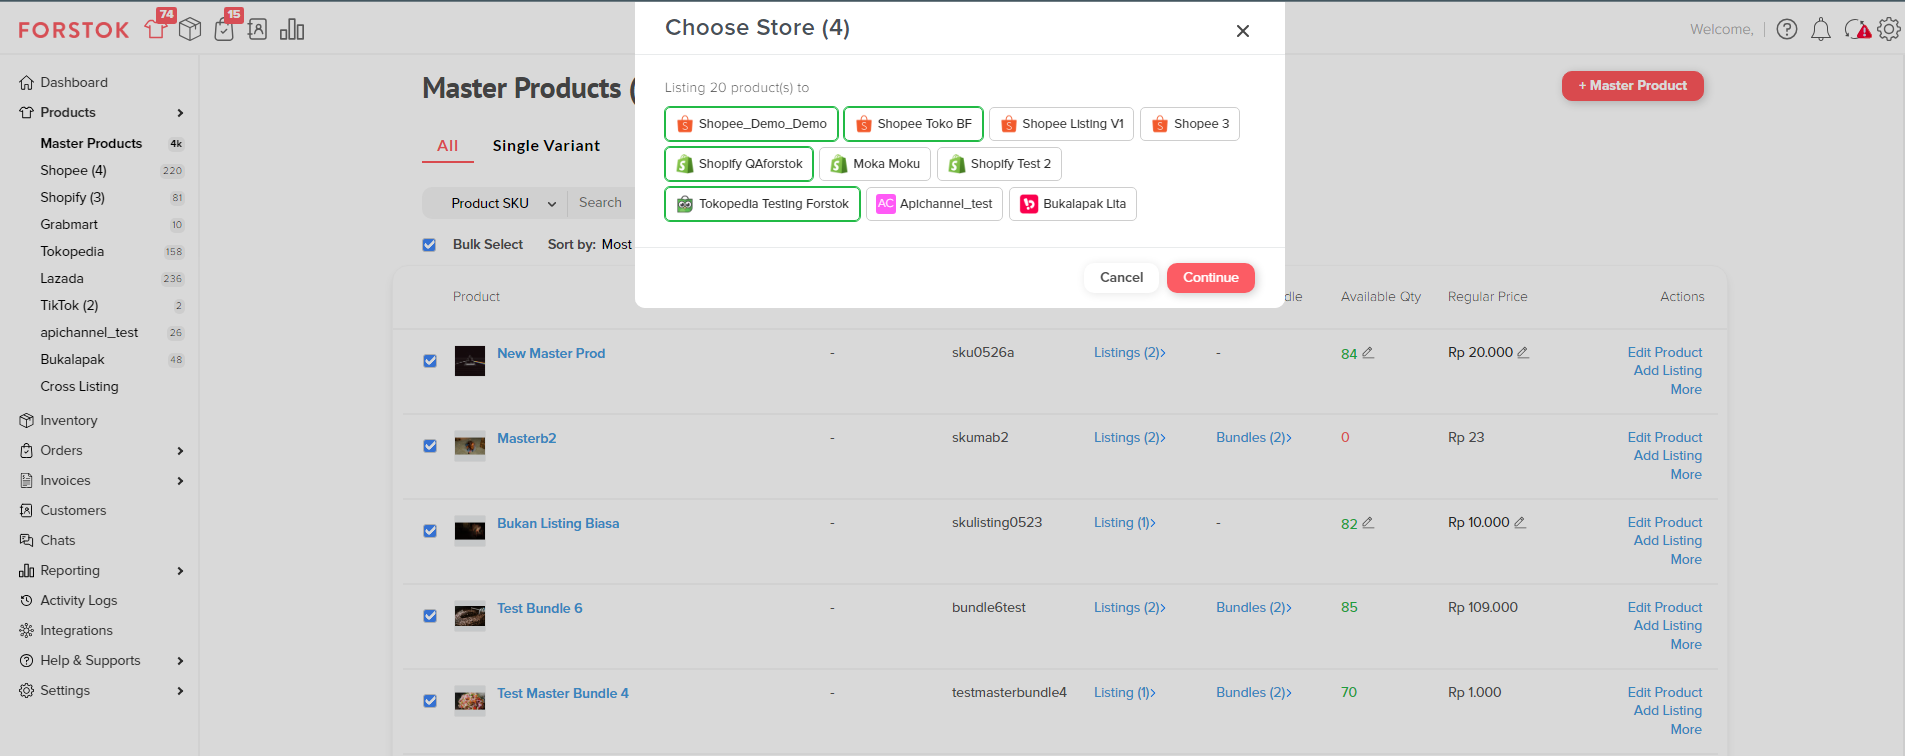 FORSTOK
74
15
Welcome,
Dashboard
Products
Master Products 4k
Shopee (4) 220
Shopify (3) 81
Grabmart 10
Tokopedia 158
Lazada 236
TikTok (2) 2
apichannel_test 26
Bukalapak 48
Cross Listing
Inventory
Orders
Invoices
Customers
Chats
Reporting
Activity Logs
Integrations
Help & Supports
Settings
Master Products (
+ Master Product
All Single Variant
Product SKU Search
Bulk Select Sort by: Most
Choose Store (4)
Listing 20 product(s) to
Shopee_Demo_Demo Shopee Toko BF Shopee Listing V1 Shopee 3
Shopify QAforstok Moka Moku Shopify Test 2
Tokopedia Testing Forstok AC Apichannel_test Bukalapak Lita
Cancel Continue
Product dle Available Qty Regular Price Actions
New Master Prod - sku0526a Listings (2) - 84 Rp 20.000 Edit Product
Add Listing
More
Masterb2 - skumab2 Listings (2) Bundles (2) 0 Rp 23 Edit Product
Add Listing
More
Bukan Listing Biasa - skulisting0523 Listing (1) - 82 Rp 10.000 Edit Product
Add Listing
More
Test Bundle 6 - bundle6test Listings (2) Bundles (2) 85 Rp 109.000 Edit Product
Add Listing
More
Test Master Bundle 4 - testmasterbundle4 Listing (1) Bundles (2) 70 Rp 1.000 Edit Product
Add Listing
More